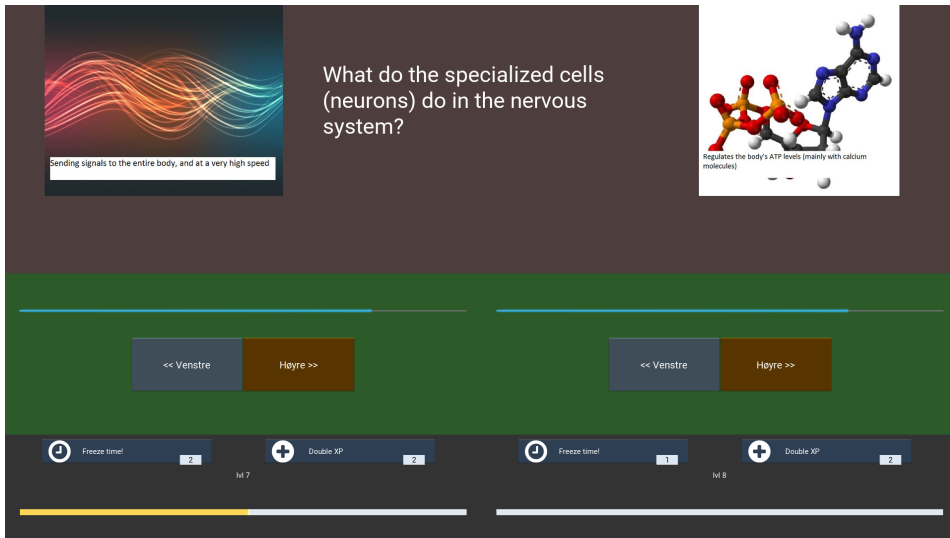 What do the specialized cells
(neurons) do in the nervous
system?
Sending signals to the entire body, and at a very high speed
Regulates the body's ATP levels (mainly with calcium
molecules)
<< Venstre
Høyre >>
<< Venstre
Høyre >>
Freeze time!
2
Double XP
2
Freeze time!
1
Double XP
2
lvl 7
lvl 8